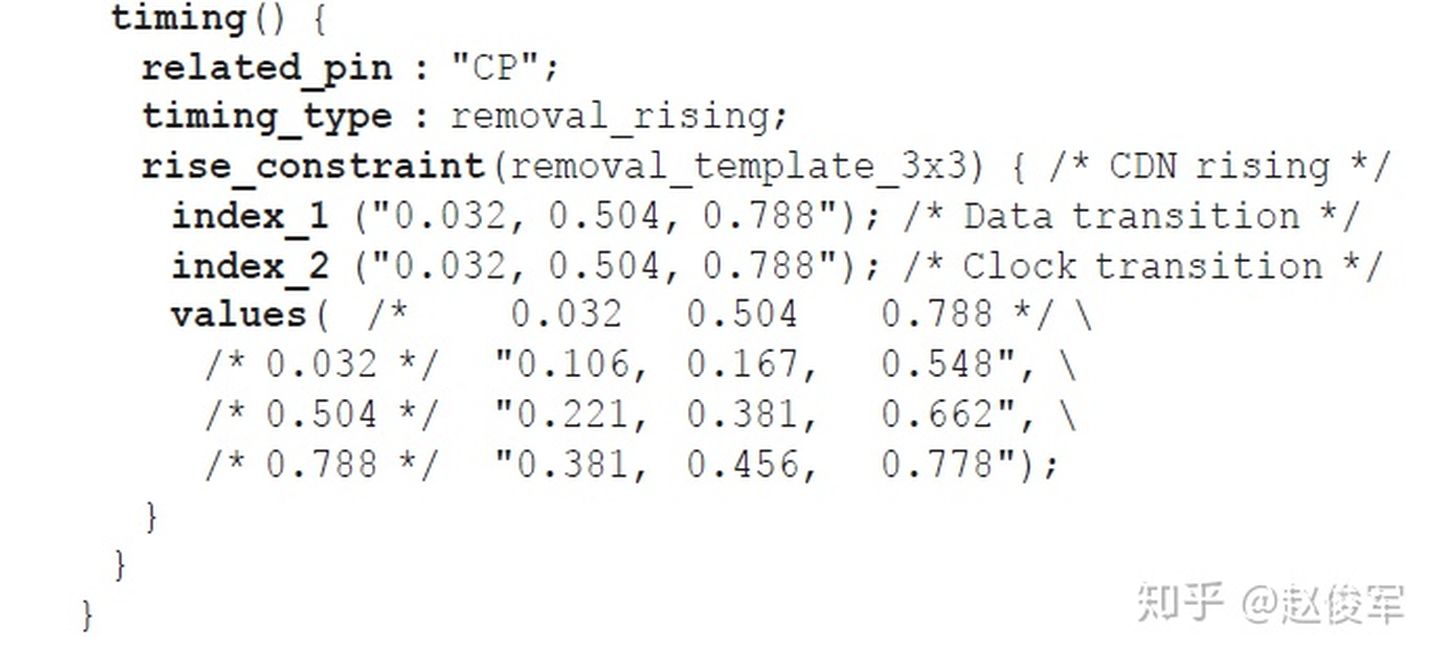 timing() {
related_pin : "CP";
timing_type : removal_rising;
rise_constraint(removal_template_3x3) { /* CDN rising */
index_1 ("0.032, 0.504, 0.788"); /* Data transition */
index_2 ("0.032, 0.504, 0.788"); /* Clock transition */
values( /* 0.032 0.504 0.788 */ \
/* 0.032 */ "0.106, 0.167, 0.548", \
/* 0.504 */ "0.221, 0.381, 0.662", \
/* 0.788 */ "0.381, 0.456, 0.778");
}
}
}
知乎 @赵俊军